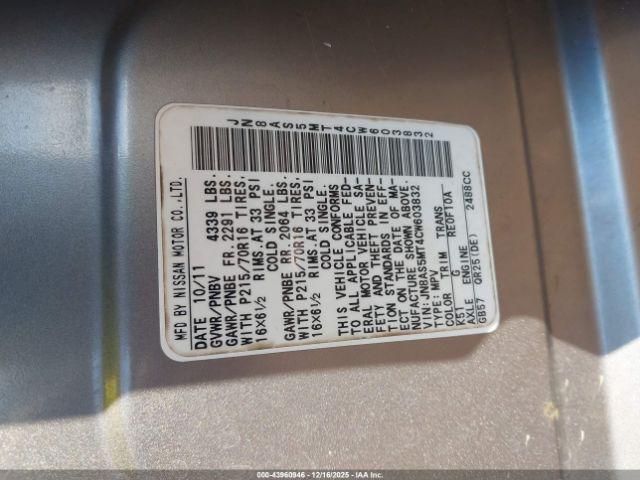 JN8AS5MT4CW603832
MFD BY NISSAN MOTOR CO.,LTD.
DATE 10/11
GVWR/PNBV 4339 LBS.
GAWR/PNBE FR. 2291 LBS.
WITH P215/70R16 TIRES,
16X6½ RIMS. AT 33 PSI
COLD SINGLE.
GAWR/PNBE RR. 2064 LBS.
WITH P215/70R16 TIRES,
16X6½ RIMS. AT 33 PSI
COLD SINGLE.
THIS VEHICLE CONFORMS
TO ALL APPLICABLE FED-
ERAL MOTOR VEHICLE SA-
FETY AND THEFT PREVEN-
TION STANDARDS IN EFF-
ECT ON THE DATE OF MA-
NUFACTURE SHOWN ABOVE.
VIN: JN8AS5MT4CW603832
TYPE: MPV
COLOR TRIM TRANS
K51 G RE0F10A
AXLE ENGINE
GB57 QR25(DE) 2488CC
000-43960946 - 12/16/2025 - IAAI.COM